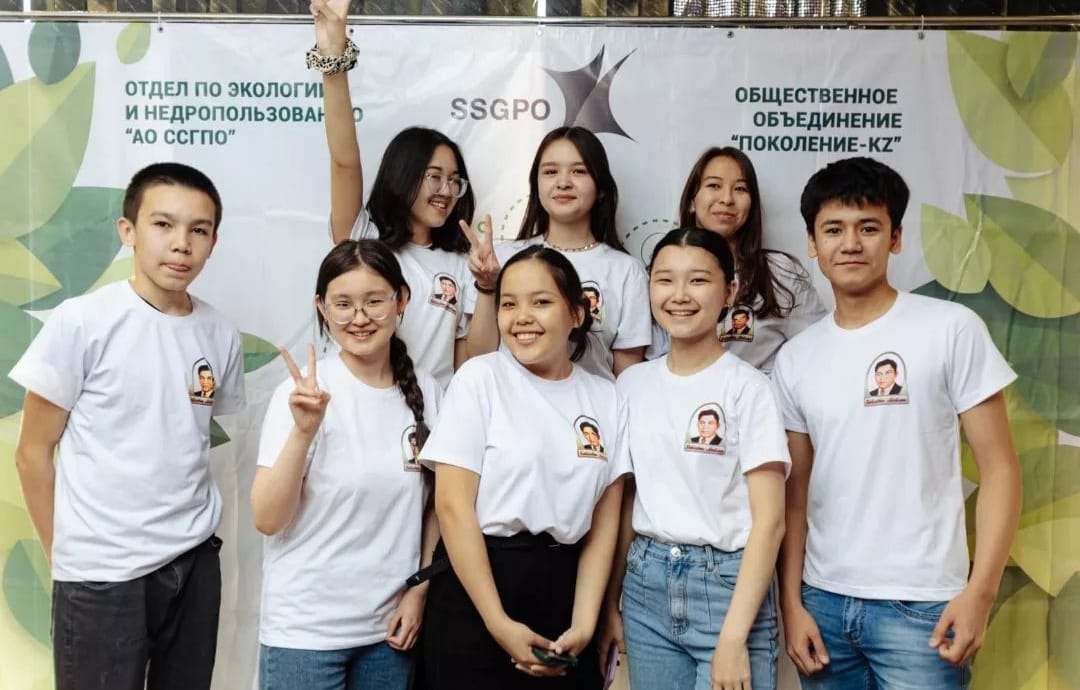 ОТДЕЛ ПО ЭКОЛОГИИ
И НЕДРОПОЛЬЗОВАНИЮ
"АО ССГПО"
SSGPO
ОБЩЕСТВЕННОЕ
ОБЪЕДИНЕНИЕ
"ПОКОЛЕНИЕ-KZ"